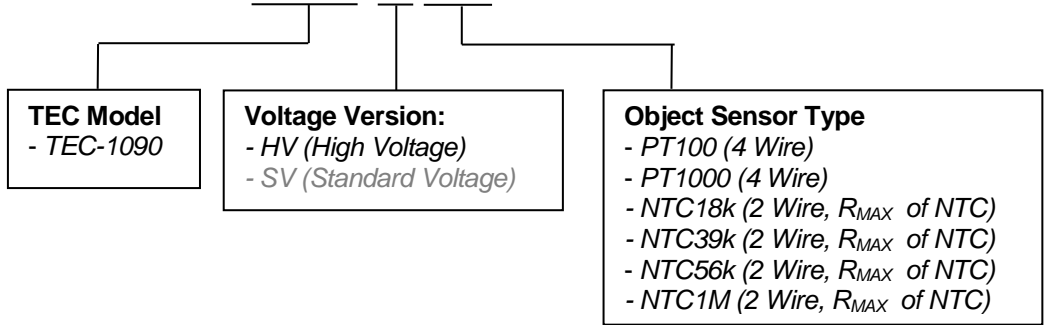 TEC Model
- TEC-1090
Voltage Version:
- HV (High Voltage)
- SV (Standard Voltage)
Object Sensor Type
- PT100 (4 Wire)
- PT1000 (4 Wire)
- NTC18k (2 Wire, RMAX of NTC)
- NTC39k (2 Wire, RMAX of NTC)
- NTC56k (2 Wire, RMAX of NTC)
- NTC1M (2 Wire, RMAX of NTC)